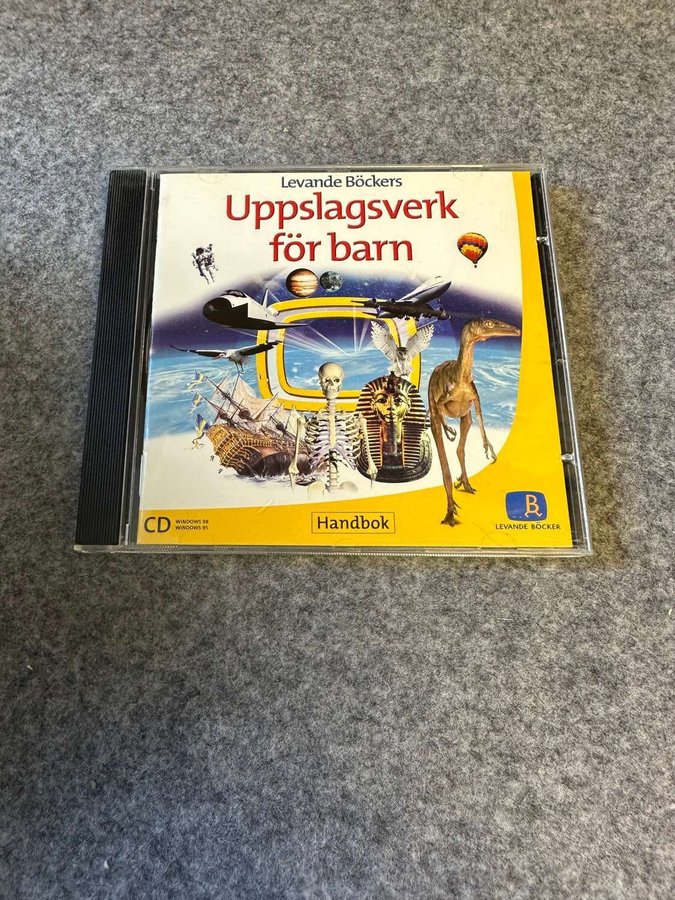 Levande Böckers
Uppslagsverk
för barn
CD
WINDOWS 98
WINDOWS 95
Handbok
LEVANDE BÖCKER